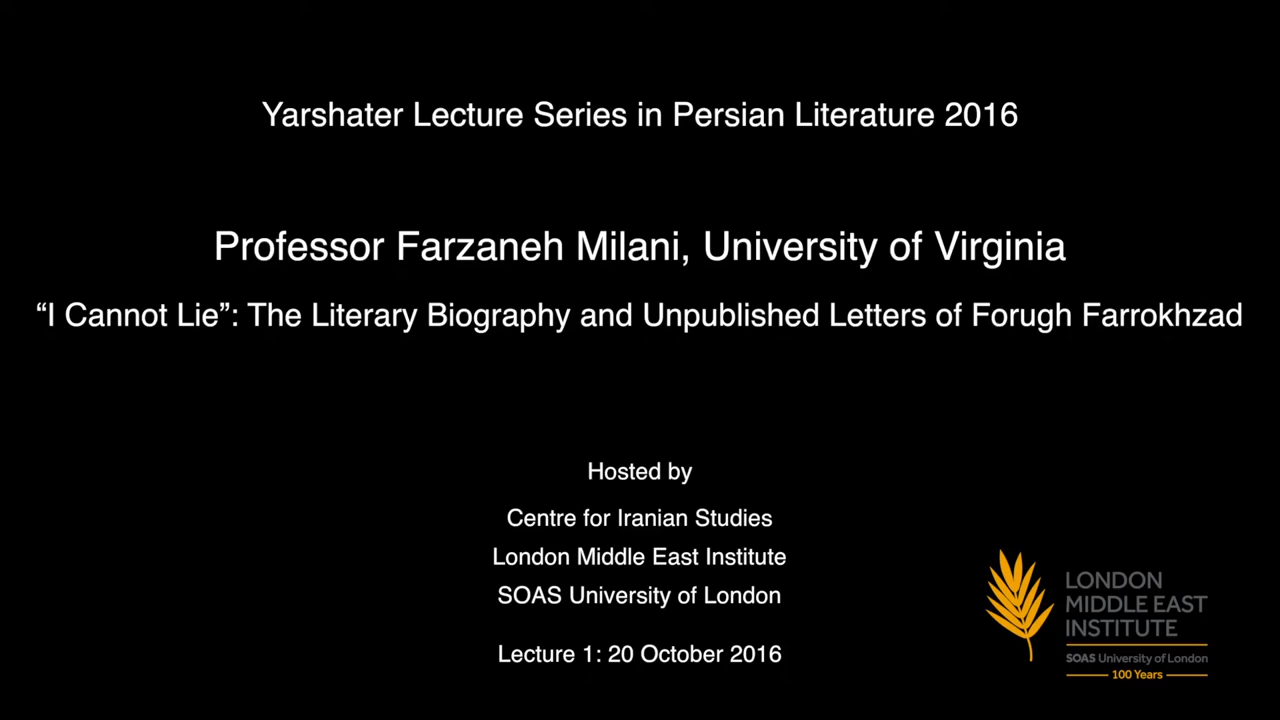 Yarshater Lecture Series in Persian Literature 2016
Professor Farzaneh Milani, University of Virginia
“I Cannot Lie”: The Literary Biography and Unpublished Letters of Forugh Farrokhzad
Hosted by
Centre for Iranian Studies
London Middle East Institute
SOAS University of London
Lecture 1: 20 October 2016
LONDON
MIDDLE EAST
INSTITUTE
SOAS University of London
100 Years